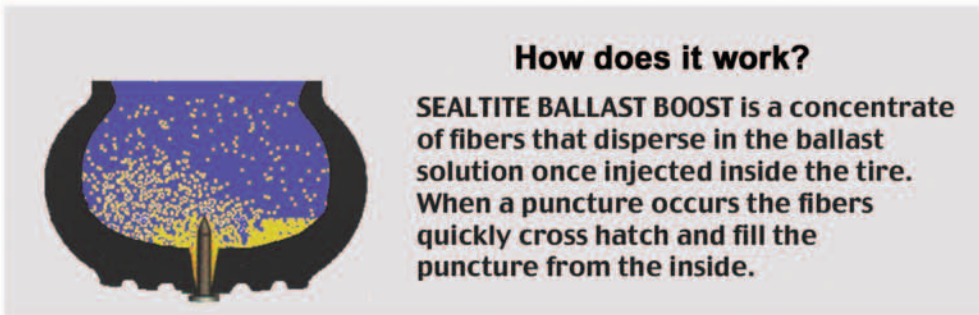 How does it work?
SEALTITE BALLAST BOOST is a concentrate
of fibers that disperse in the ballast
solution once injected inside the tire.
When a puncture occurs the fibers
quickly cross hatch and fill the
puncture from the inside.